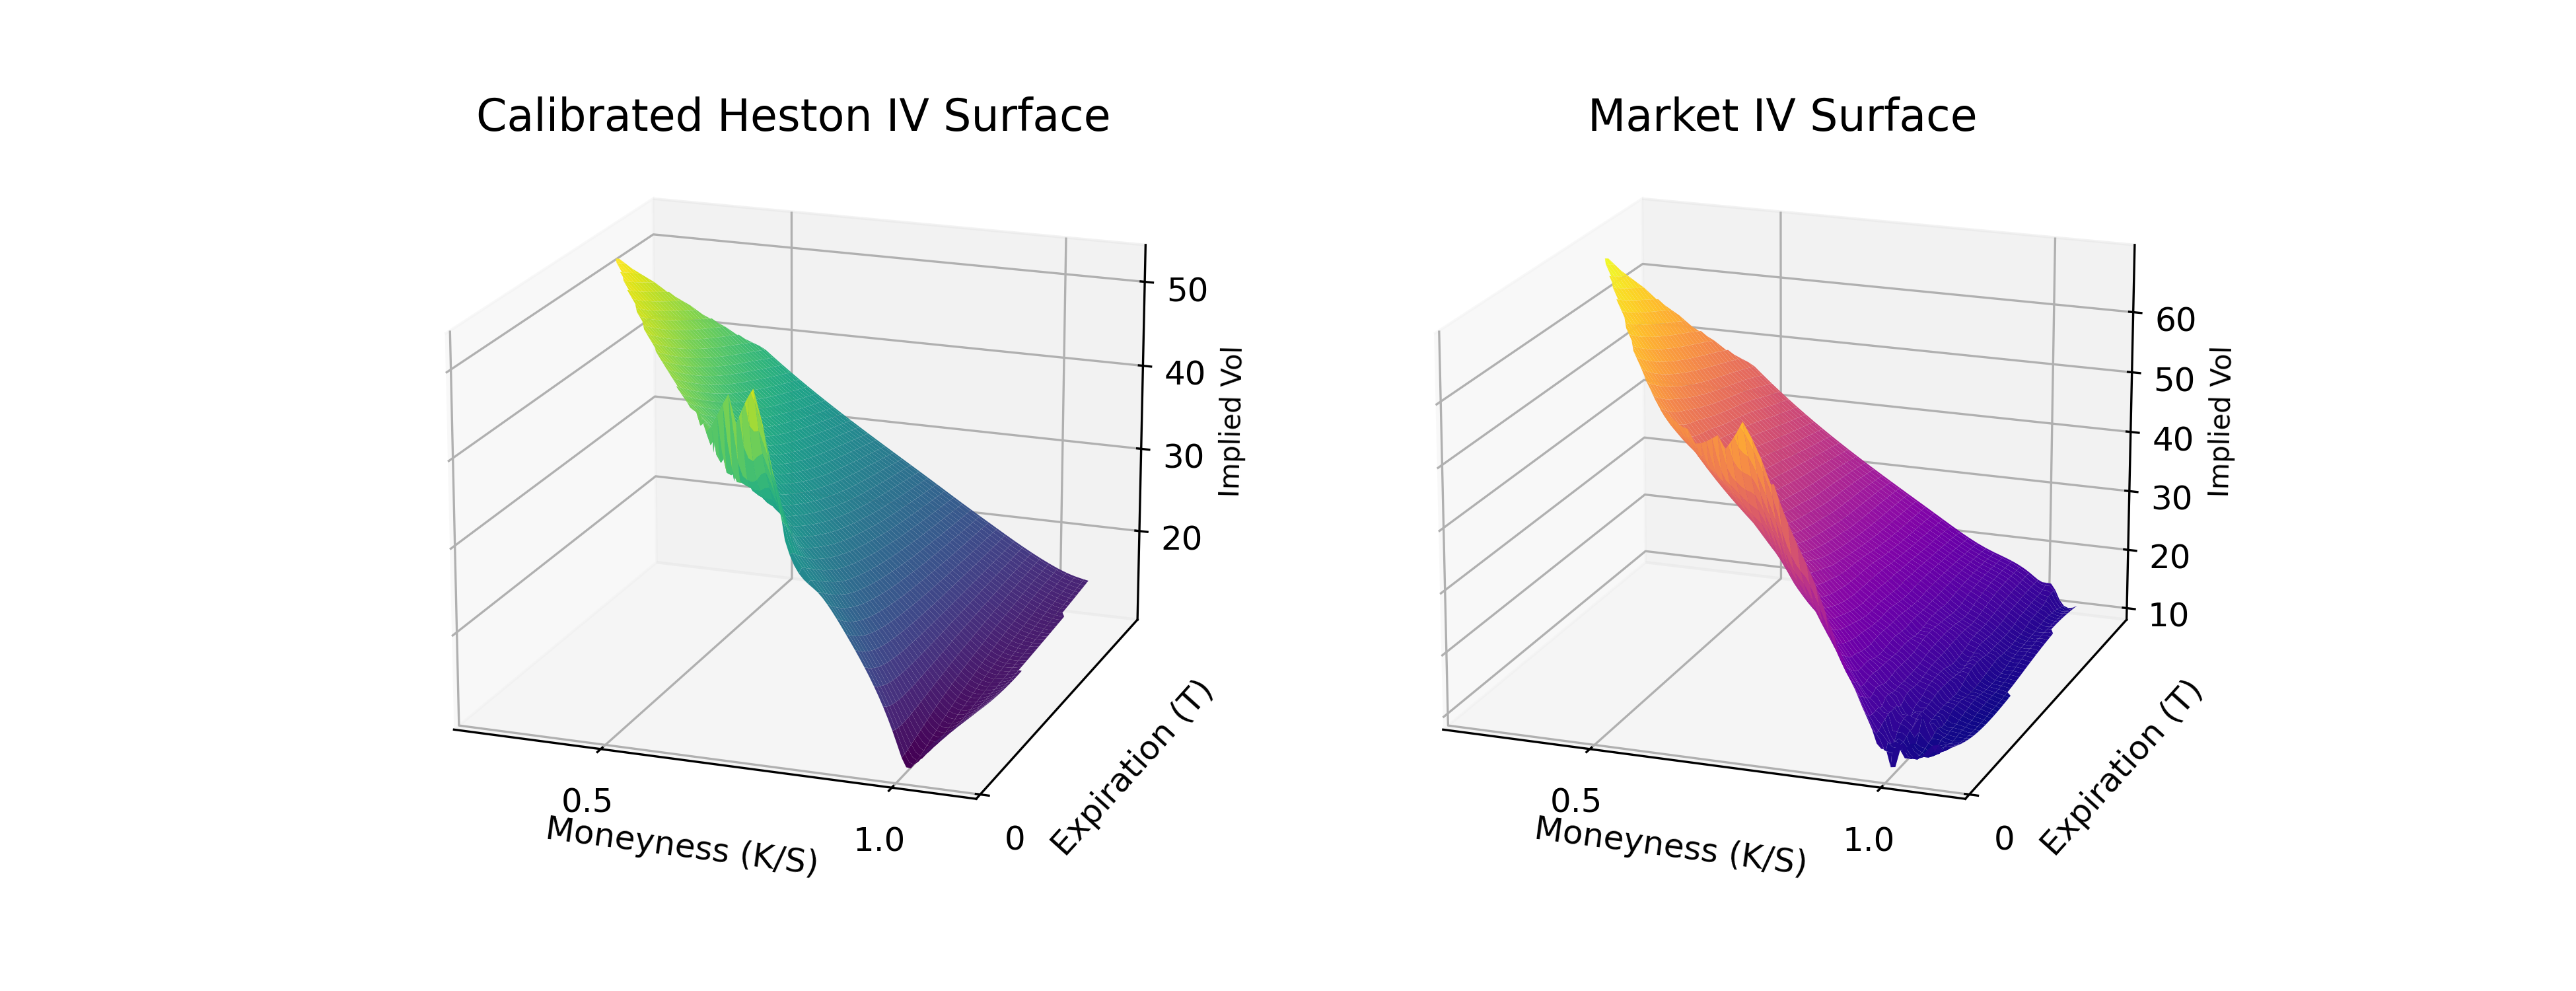 Calibrated Heston IV Surface
50
40
30
20
Implied Vol
0.5
1.0
Moneyness (K/S)
0
Expiration (T)
Market IV Surface
60
50
40
30
20
10
Implied Vol
0.5
1.0
Moneyness (K/S)
0
Expiration (T)